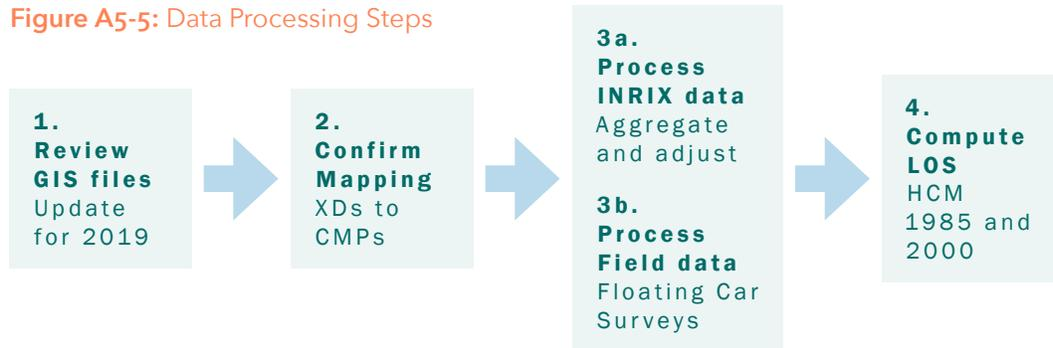 Figure A5-5: Data Processing Steps
1.
Review
GIS files
Update
for 2019
2.
Confirm
Mapping
XDs to
CMPs
3a.
Process
INRIX data
Aggregate
and adjust
3b.
Process
Field data
Floating Car
Surveys
4.
Compute
LOS
HCM
1985 and
2000